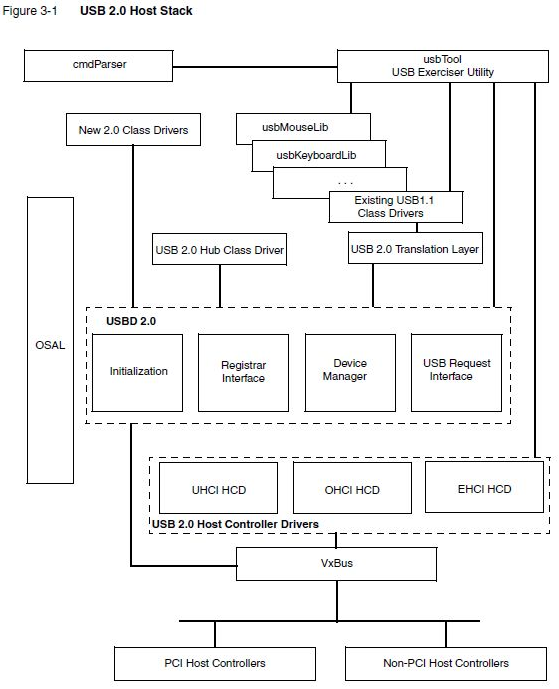 Figure 3-1 USB 2.0 Host Stack
cmdParser
usbTool
USB Exerciser Utility
New 2.0 Class Drivers
usbMouseLib
usbKeyboardLib
. . .
Existing USB1.1
Class Drivers
USB 2.0 Hub Class Driver
USB 2.0 Translation Layer
OSAL
USBD 2.0
Initialization
Registrar
Interface
Device
Manager
USB Request
Interface
UHCI HCD
OHCI HCD
EHCI HCD
USB 2.0 Host Controller Drivers
VxBus
PCI Host Controllers
Non-PCI Host Controllers